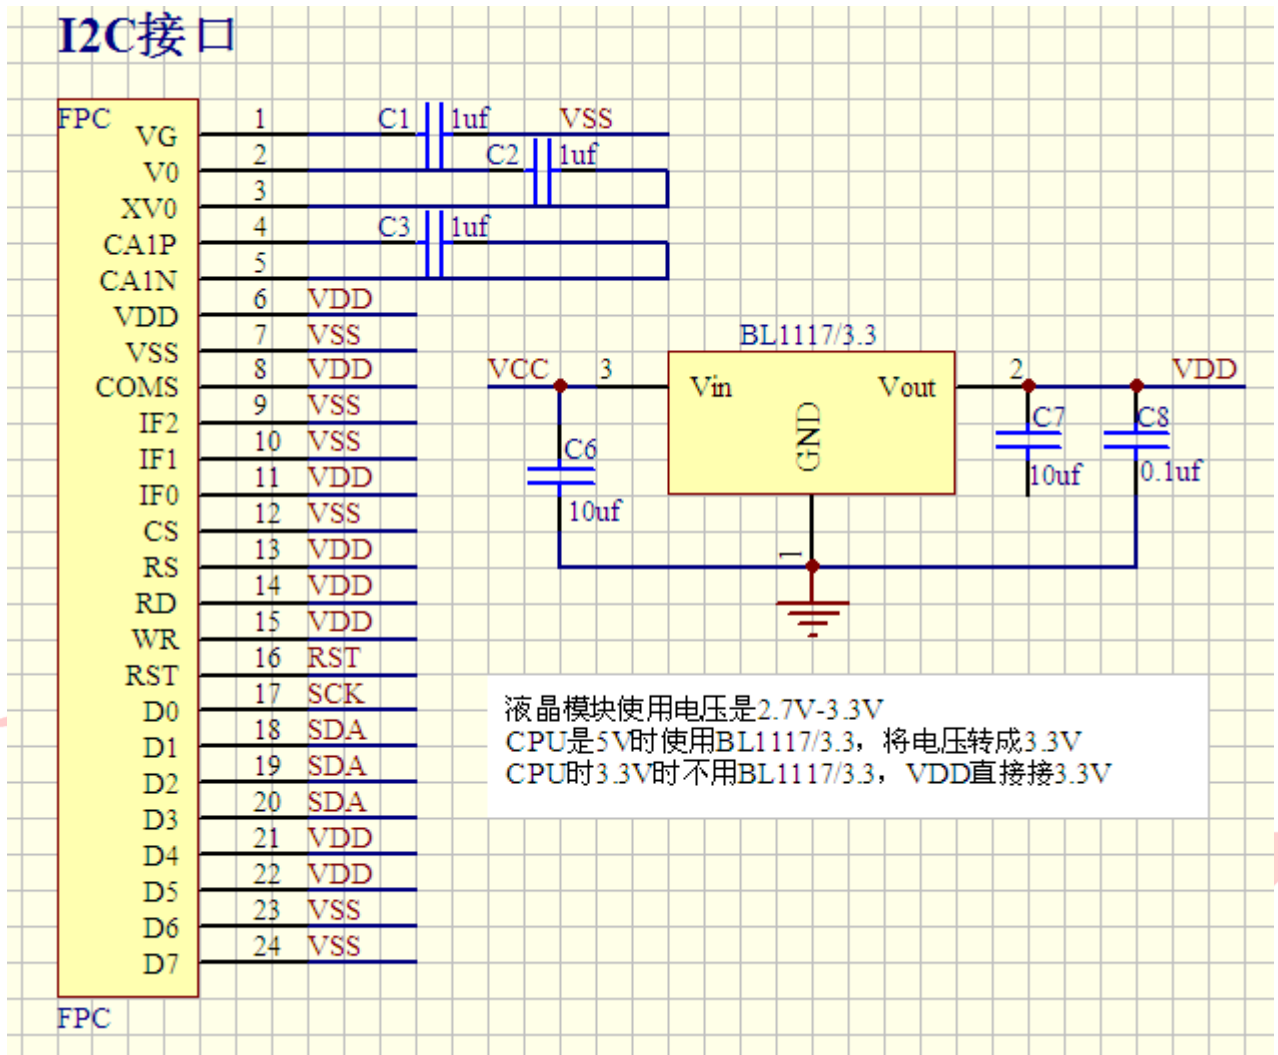 I2C接口
FPC
VG 1 C1 1uf VSS
V0 2 C2 1uf
XV0 3
CA1P 4 C3 1uf
CA1N 5
VDD 6 VDD
VSS 7 VSS
COMS 8 VDD
IF2 9 VSS
IF1 10 VSS
IF0 11 VDD
CS 12 VSS
RS 13 VDD
RD 14 VDD
WR 15 VDD
RST 16 RST
D0 17 SCK
D1 18 SDA
D2 19 SDA
D3 20 SDA
D4 21 VDD
D5 22 VDD
D6 23 VSS
D7 24 VSS
FPC
BL1117/3.3
VCC 3 Vin Vout 2 VDD
GND
C6
10uf
C7
10uf
C8
0.1uf
1
液晶模块使用电压是2.7V-3.3V
CPU是5V时使用BL1117/3.3，将电压转成3.3V
CPU时3.3V时不用BL1117/3.3，VDD直接接3.3V